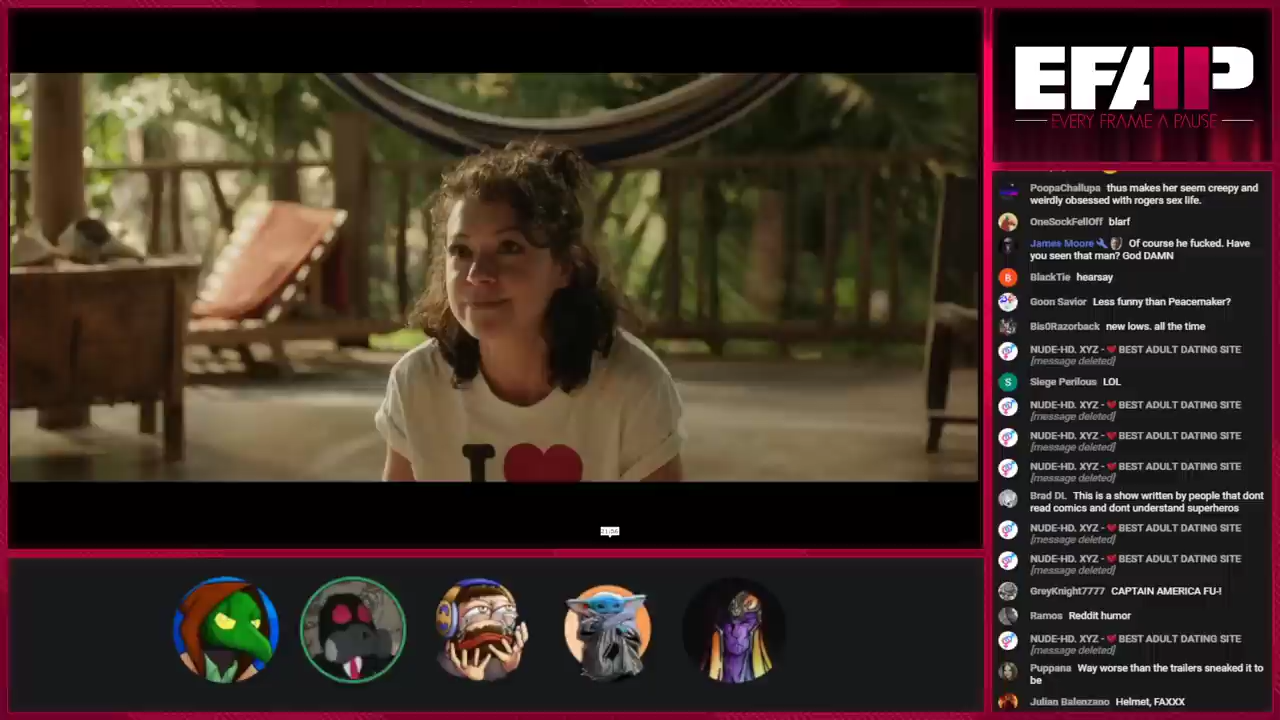 EFAP
EVERY FRAME A PAUSE
PoopaChallupa thus makes her seem creepy and
weirdly obsessed with rogers sex life.
OneSockFellOff blarf
James Moore Of course he fucked. Have
you seen that man? God DAMN
B
BlackTie hearsay
Goon Savior Less funny than Peacemaker?
Bis0Razorback new lows. all the time
NUDE-HD. XYZ - BEST ADULT DATING SITE
[message deleted]
S
Siege Perilous LOL
NUDE-HD. XYZ - BEST ADULT DATING SITE
[message deleted]
NUDE-HD. XYZ - BEST ADULT DATING SITE
[message deleted]
NUDE-HD. XYZ - BEST ADULT DATING SITE
[message deleted]
Brad DL This is a show written by people that dont
read comics and dont understand superheros
NUDE-HD. XYZ - BEST ADULT DATING SITE
[message deleted]
NUDE-HD. XYZ - BEST ADULT DATING SITE
[message deleted]
GreyKnight7777 CAPTAIN AMERICA FU-!
Ramos Reddit humor
NUDE-HD. XYZ - BEST ADULT DATING SITE
[message deleted]
Puppana Way worse than the trailers sneaked it to
be
Julian Balenzano Helmet, FAXXX
I